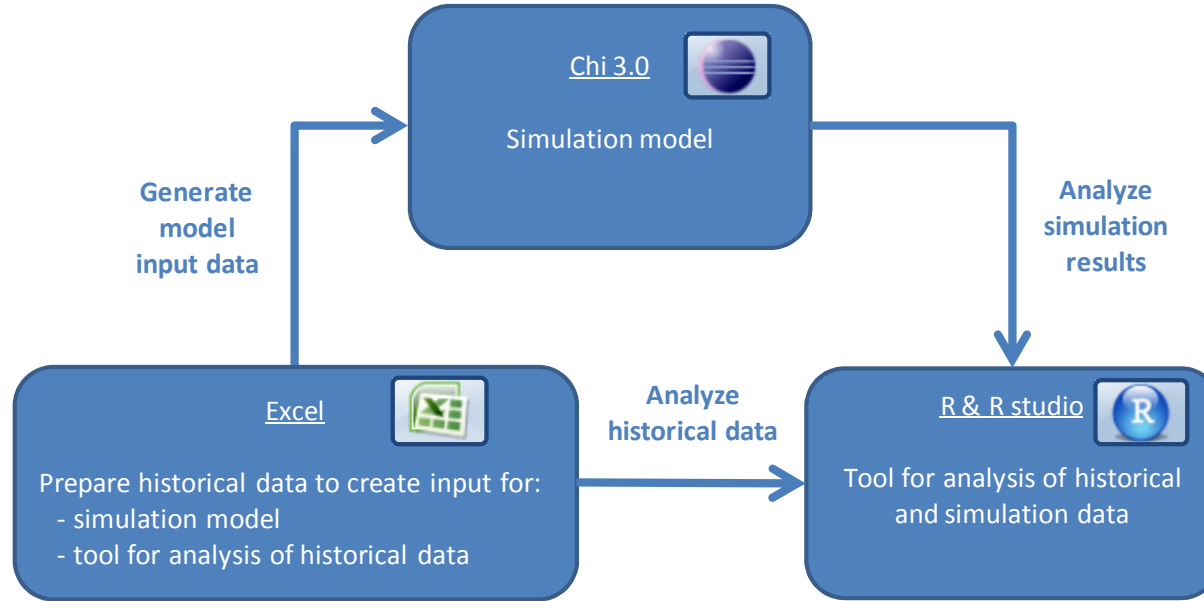 Chi 3.0
Simulation model
Generate
model
input data
Analyze
simulation
results
Excel
Prepare historical data to create input for:
- simulation model
- tool for analysis of historical data
Analyze
historical data
R & R studio
R
Tool for analysis of historical
and simulation data